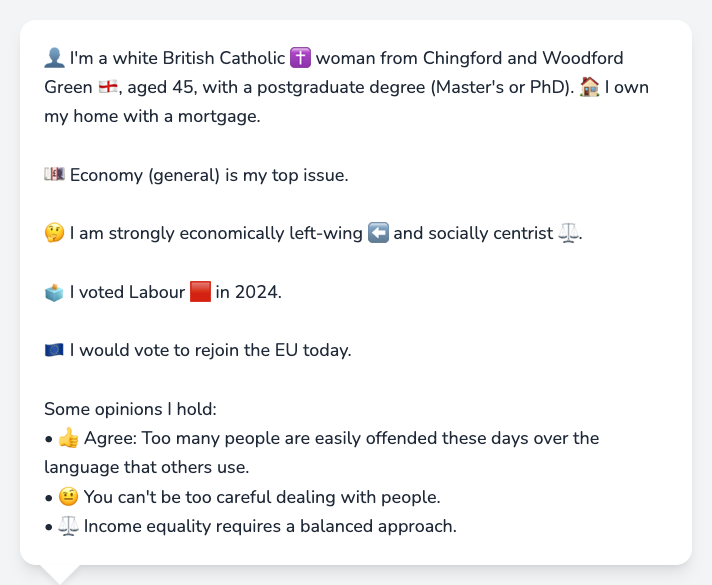 👤 I'm a white British Catholic ✝️ woman from Chingford and Woodford
Green 🏴󠁧󠁢󠁥󠁮󠁧󠁿, aged 45, with a postgraduate degree (Master's or PhD). 🏠 I own
my home with a mortgage.
💷 Economy (general) is my top issue.
🤔 I am strongly economically left-wing ⬅️ and socially centrist ⚖️.
🗳️ I voted Labour 🟥 in 2024.
🇪🇺 I would vote to rejoin the EU today.
Some opinions I hold:
• 👍 Agree: Too many people are easily offended these days over the
language that others use.
• 🤨 You can't be too careful dealing with people.
• ⚖️ Income equality requires a balanced approach.